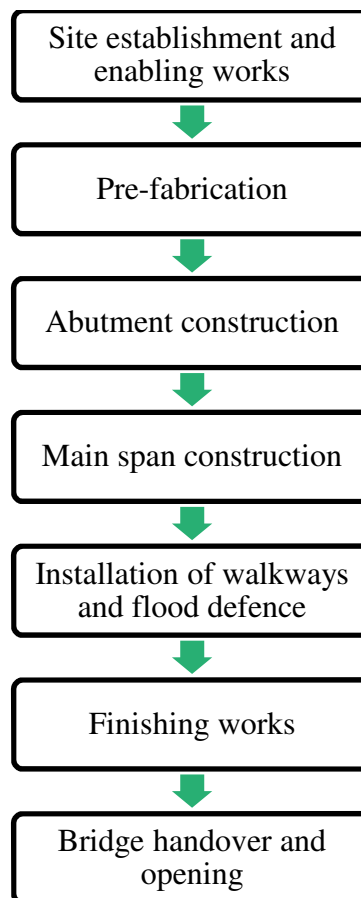 Site establishment and
enabling works
Pre-fabrication
Abutment construction
Main span construction
Installation of walkways
and flood defence
Finishing works
Bridge handover and
opening